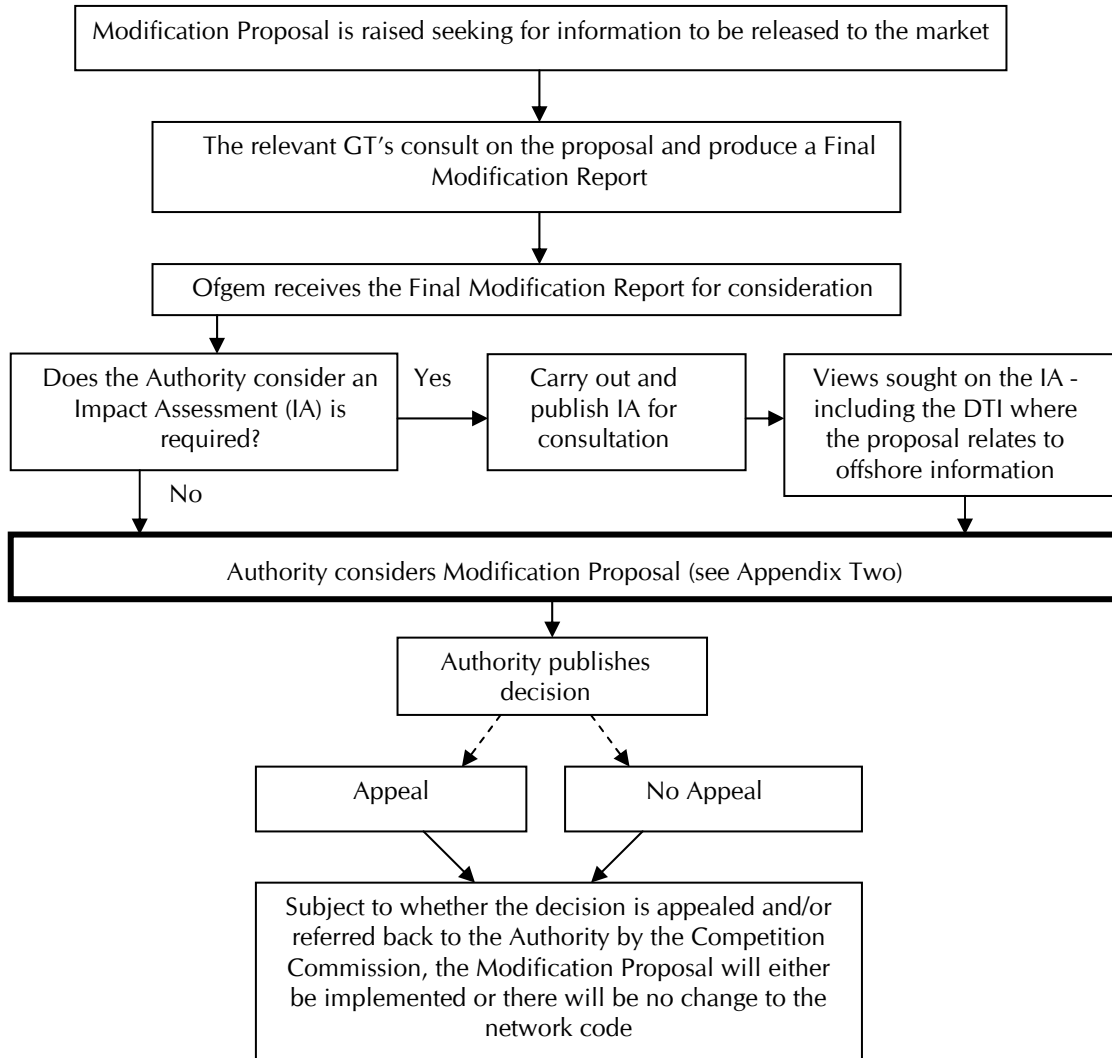 Modification Proposal is raised seeking for information to be released to the market
The relevant GT's consult on the proposal and produce a Final
Modification Report
Ofgem receives the Final Modification Report for consideration
Does the Authority consider an
Impact Assessment (IA) is
required?
Yes
Carry out and
publish IA for
consultation
Views sought on the IA -
including the DTI where
the proposal relates to
offshore information
No
Authority considers Modification Proposal (see Appendix Two)
Authority publishes
decision
Appeal
No Appeal
Subject to whether the decision is appealed and/or
referred back to the Authority by the Competition
Commission, the Modification Proposal will either
be implemented or there will be no change to the
network code